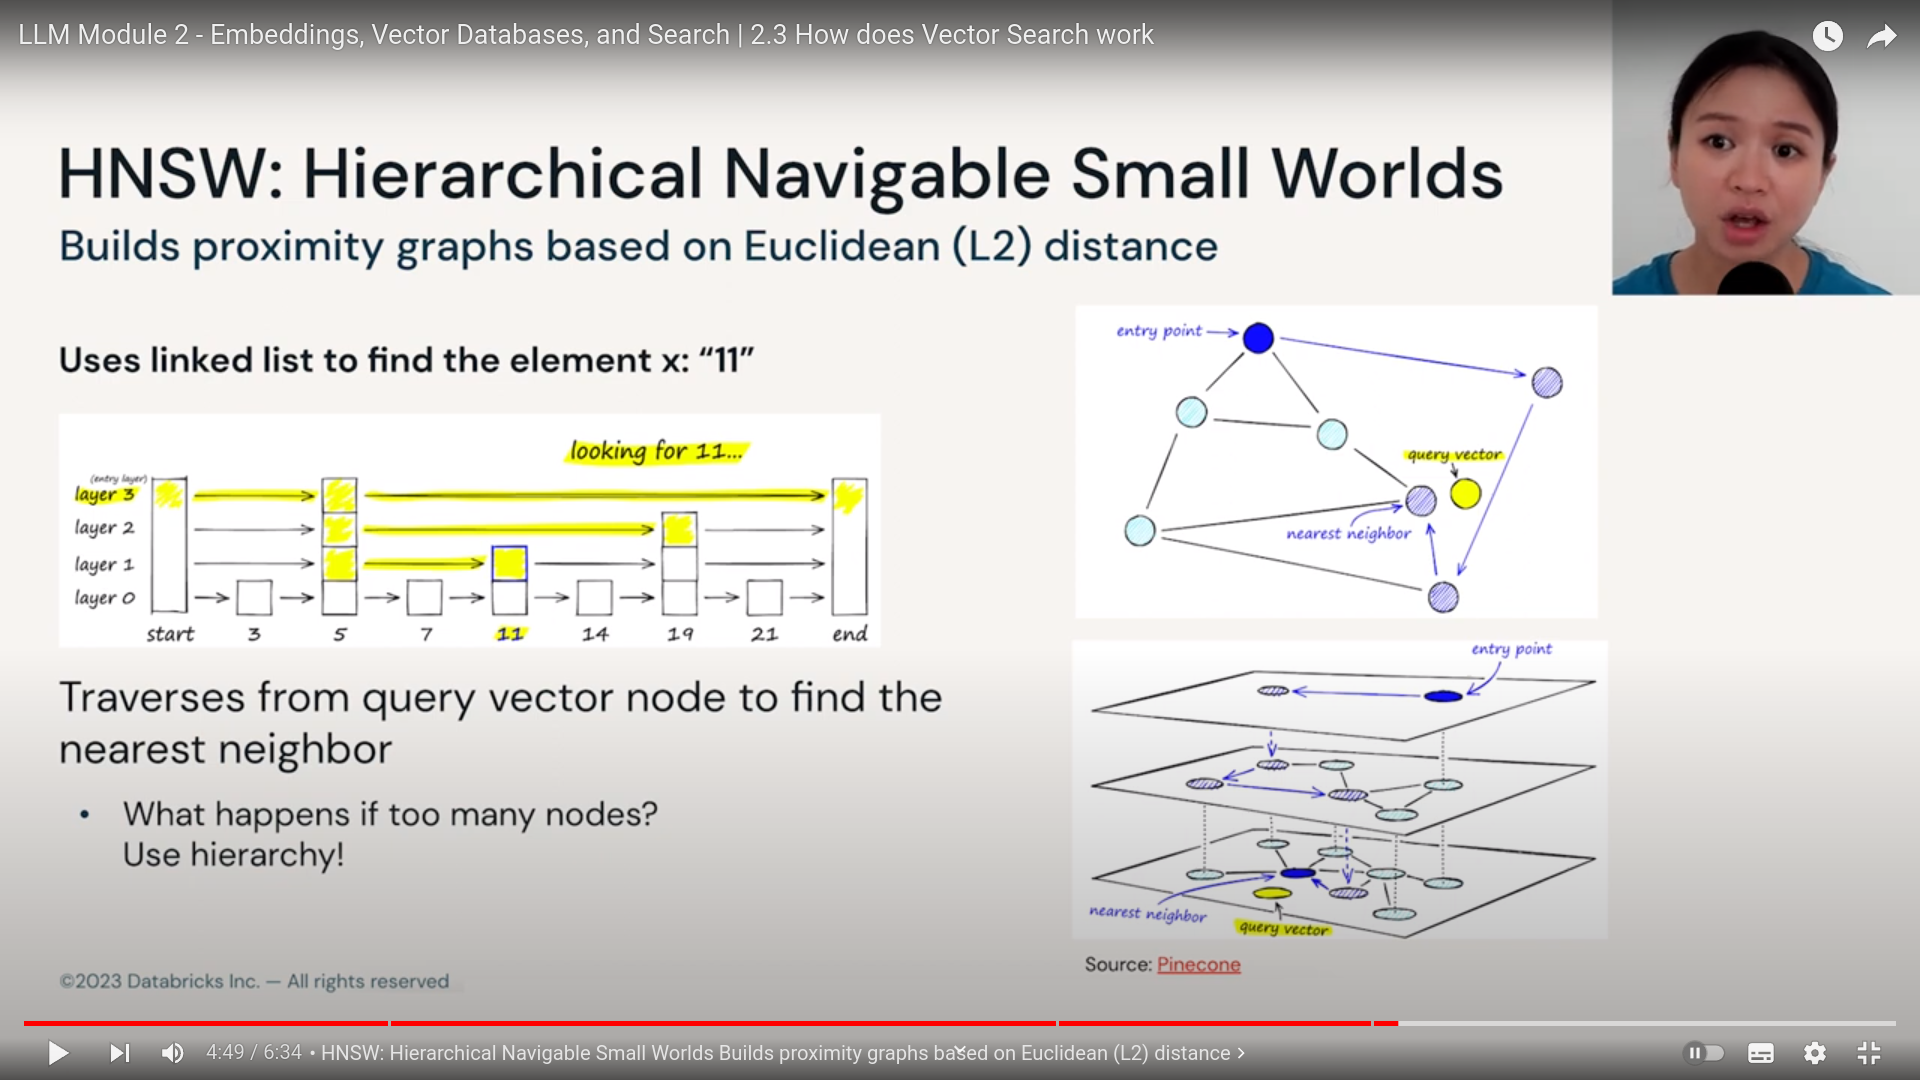 LLM Module 2 - Embeddings, Vector Databases, and Search | 2.3 How does Vector Search work
HNSW: Hierarchical Navigable Small Worlds
Builds proximity graphs based on Euclidean (L2) distance
Uses linked list to find the element x: “11”
looking for 11...
(entry layer)
layer 3
layer 2
layer 1
layer 0
start 3 5 7 11 14 19 21 end
Traverses from query vector node to find the
nearest neighbor
• What happens if too many nodes?
Use hierarchy!
entry point
query vector
nearest neighbor
entry point
nearest neighbor
query vector
Source: Pinecone
©2023 Databricks Inc. — All rights reserved
4:49 / 6:34 • HNSW: Hierarchical Navigable Small Worlds Builds proximity graphs based on Euclidean (L2) distance